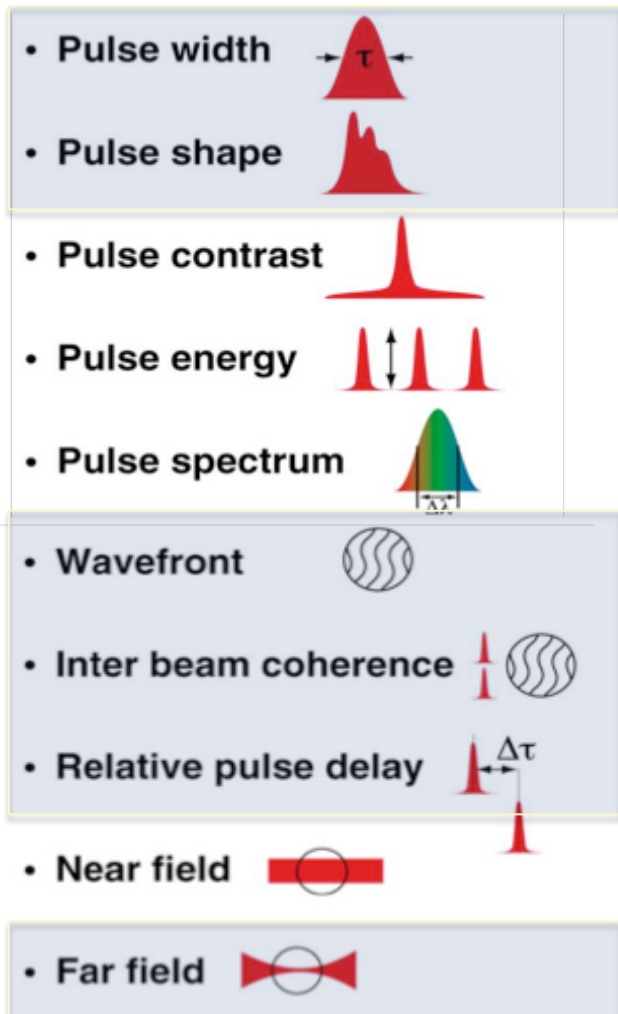 • Pulse width τ
• Pulse shape
• Pulse contrast
• Pulse energy
• Pulse spectrum
Δλ
• Wavefront
• Inter beam coherence
• Relative pulse delay Δτ
• Near field
• Far field